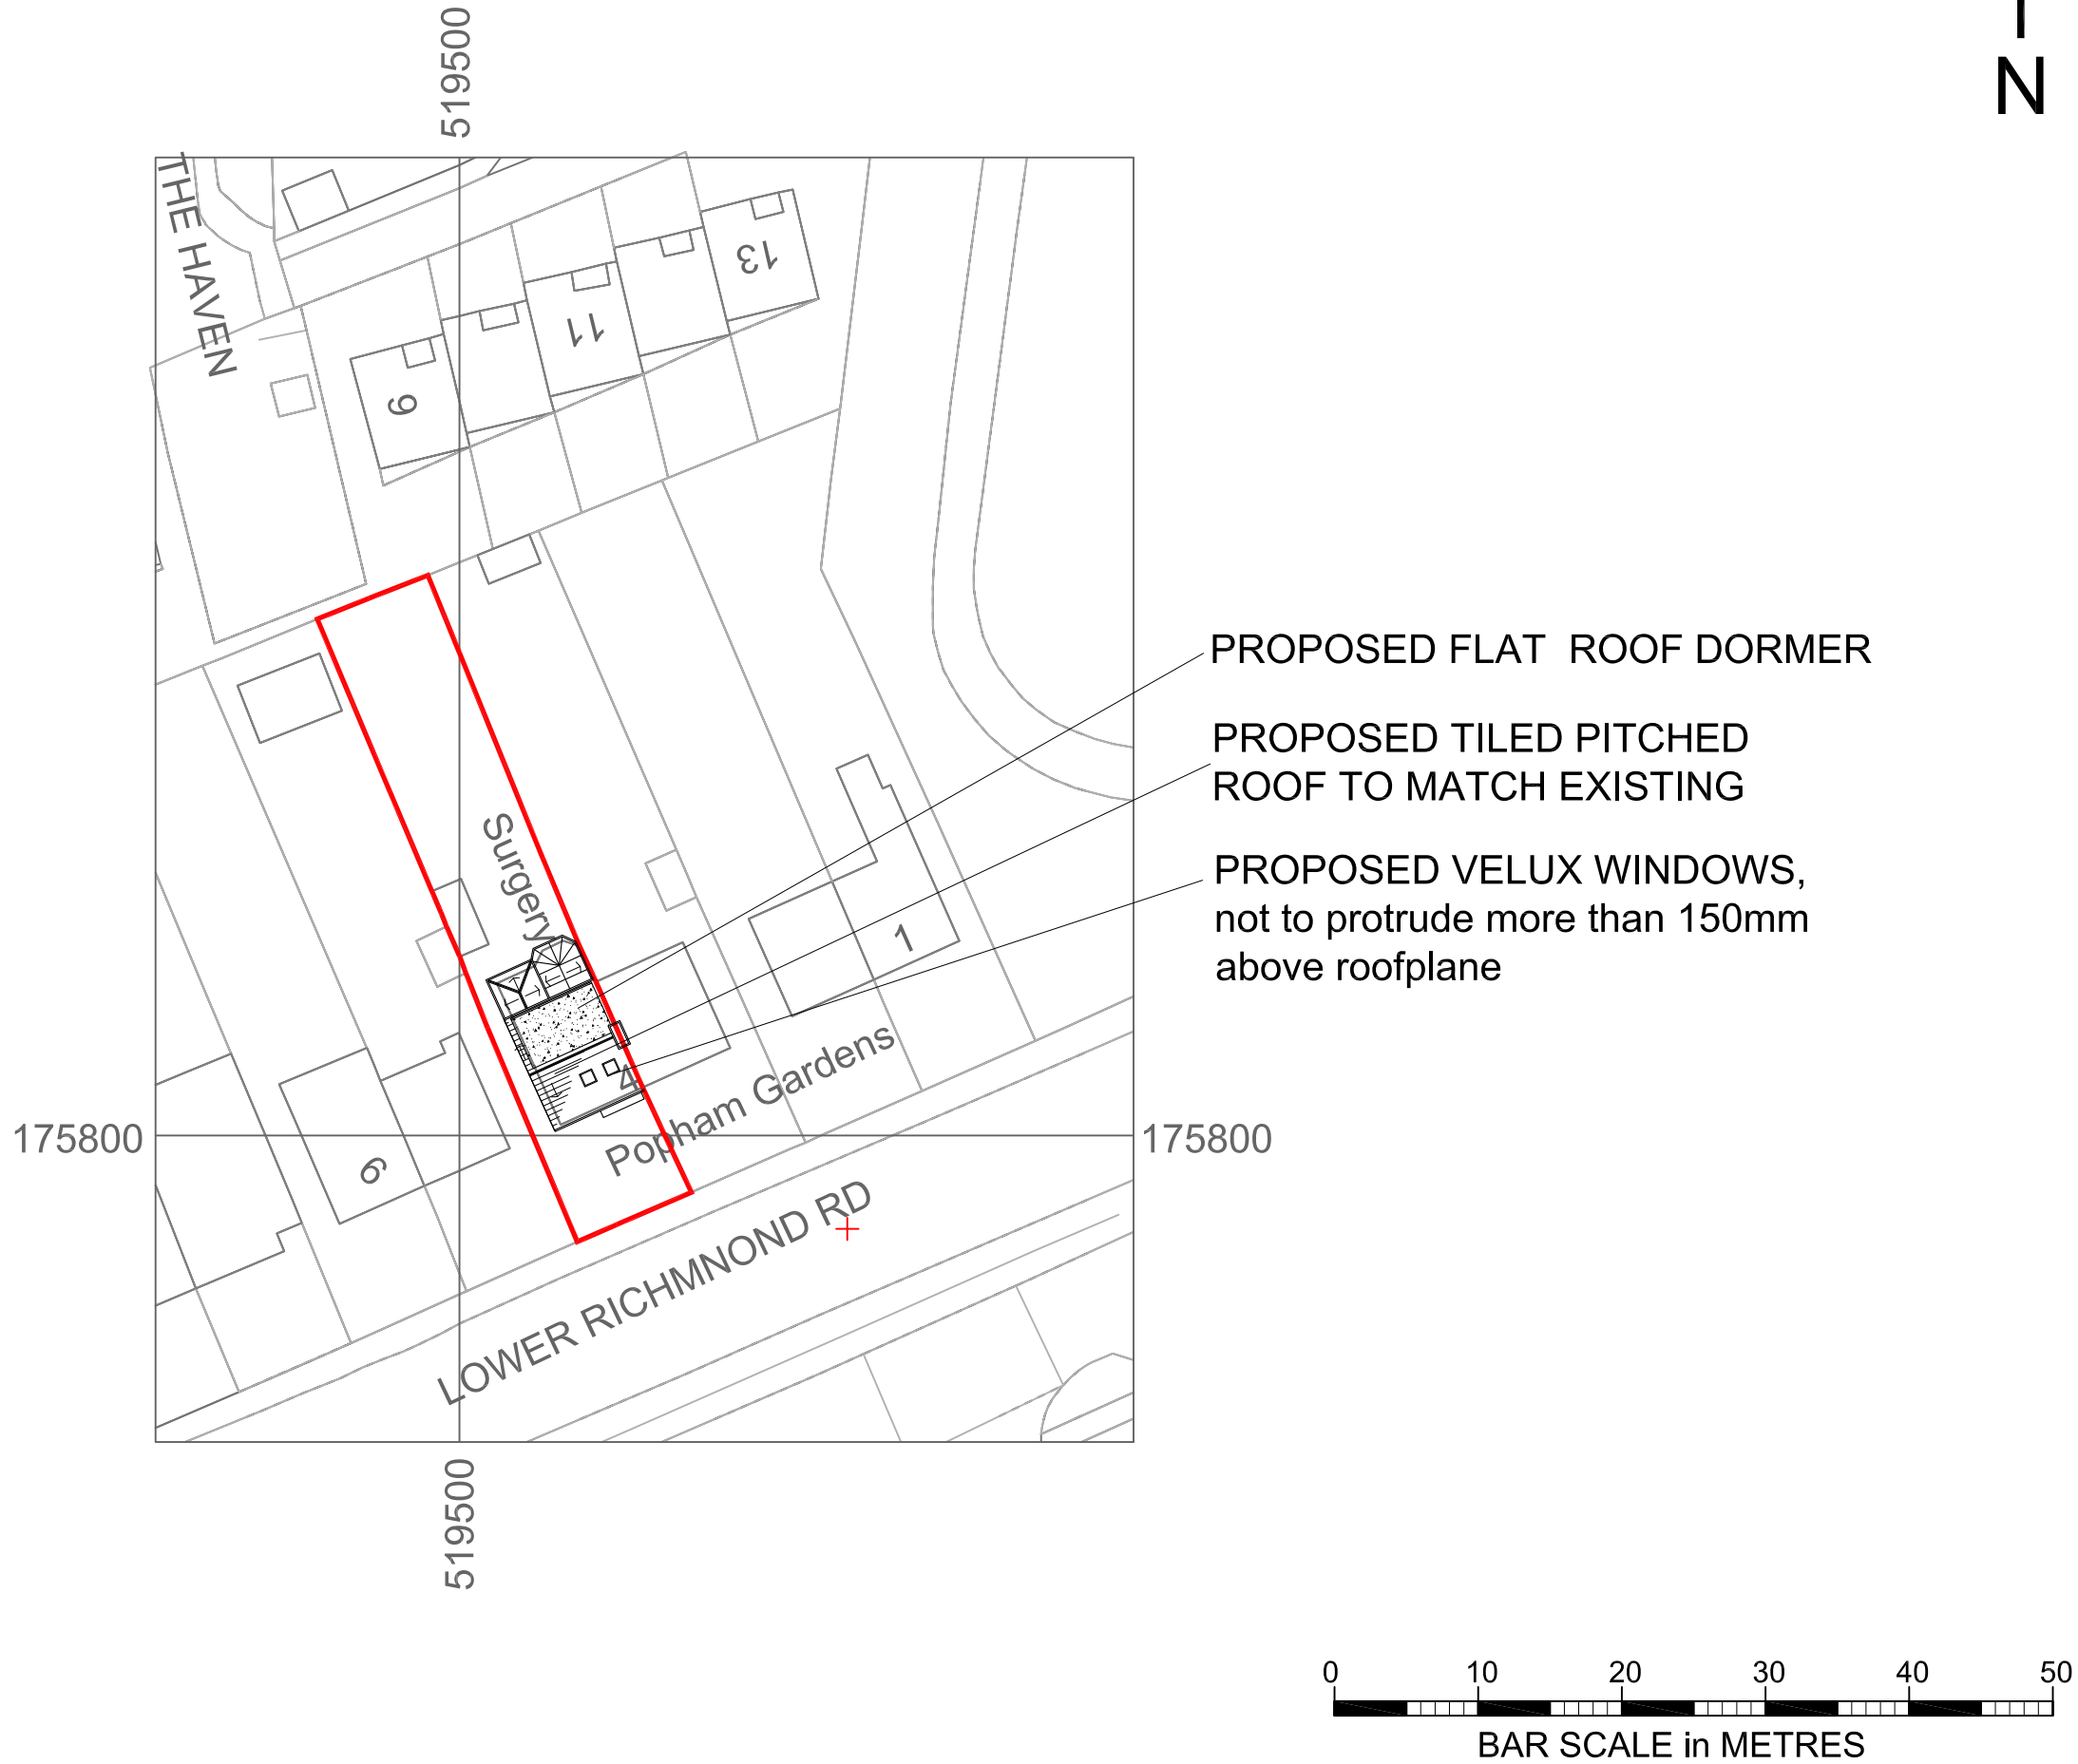 519500
N
THE HAVEN
13
11
9
PROPOSED FLAT ROOF DORMER
PROPOSED TILED PITCHED
ROOF TO MATCH EXISTING
PROPOSED VELUX WINDOWS,
not to protrude more than 150mm
above roofplane
Surgery
1
4
Popham Gardens
175800
175800
6
LOWER RICHMNOND RD
519500
0 10 20 30 40 50
BAR SCALE in METRES